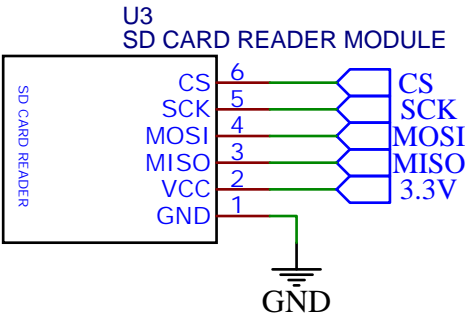 U3
SD CARD READER MODULE
SD CARD READER
CS 6 CS
SCK 5 SCK
MOSI 4 MOSI
MISO 3 MISO
VCC 2 3.3V
GND 1
GND